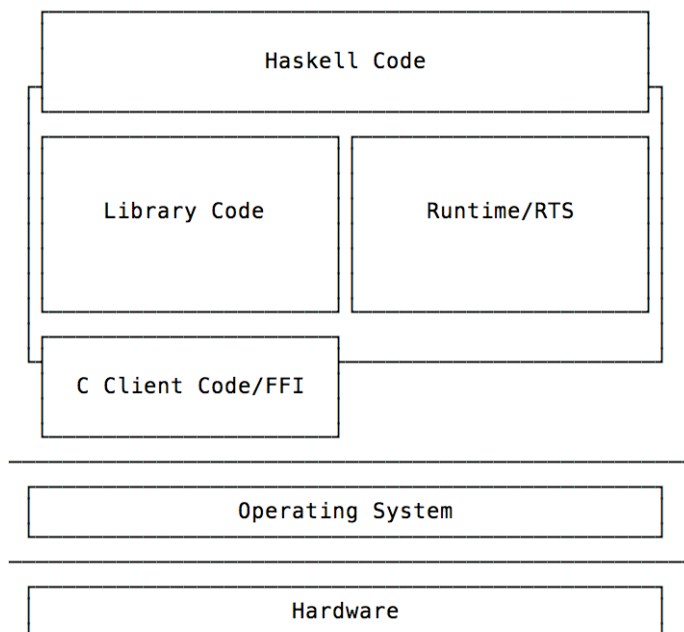 Haskell Code
Library Code
Runtime/RTS
C Client Code/FFI
Operating System
Hardware